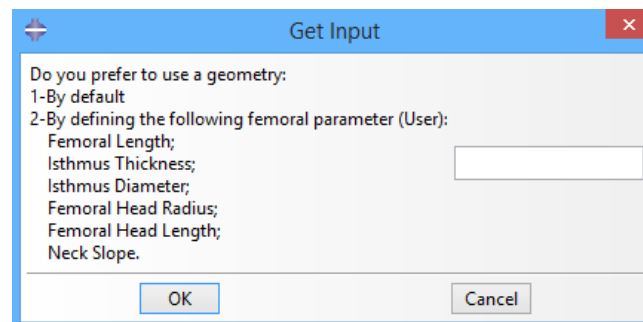 Get Input
Do you prefer to use a geometry:
1-By default
2-By defining the following femoral parameter (User):
Femoral Length;
Isthmus Thickness;
Isthmus Diameter;
Femoral Head Radius;
Femoral Head Length;
Neck Slope.
OK Cancel